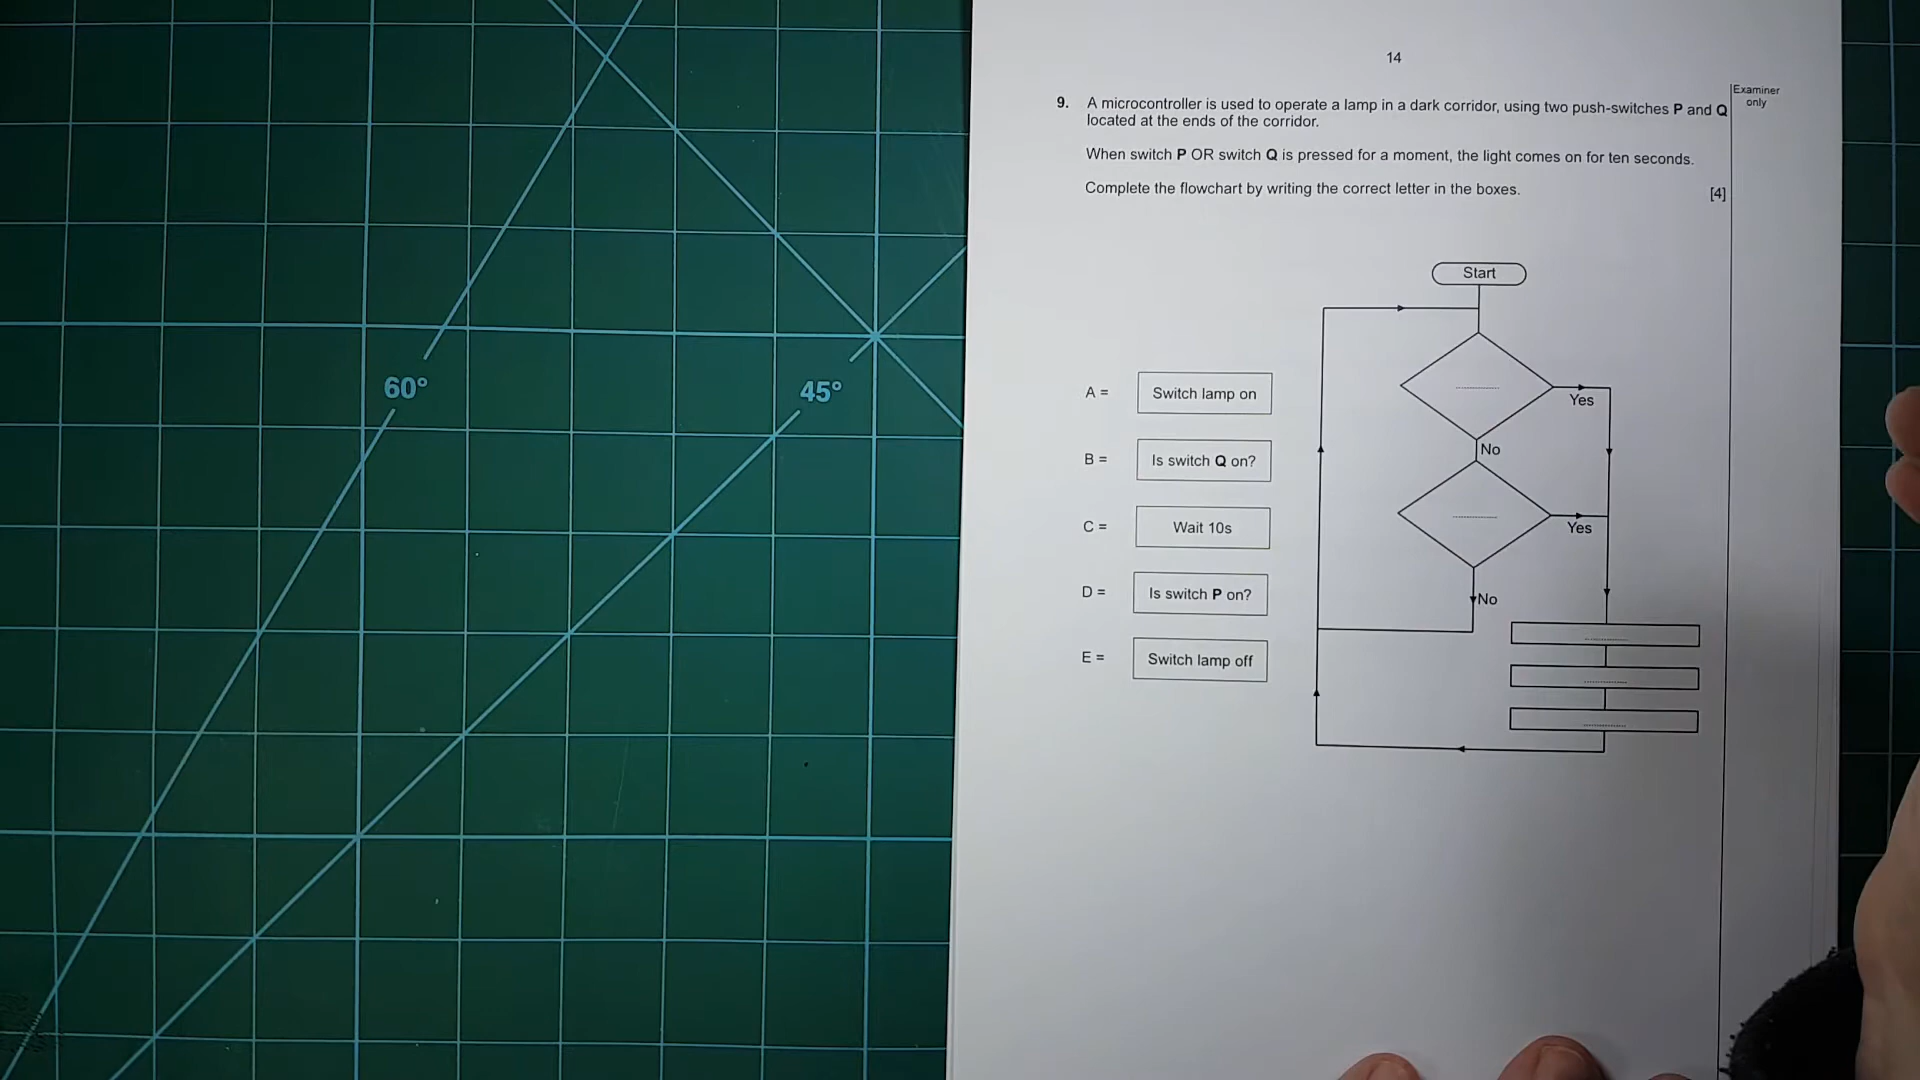 14
Examiner
only
9. A microcontroller is used to operate a lamp in a dark corridor, using two push-switches P and Q
located at the ends of the corridor.
When switch P OR switch Q is pressed for a moment, the light comes on for ten seconds.
Complete the flowchart by writing the correct letter in the boxes.
[4]
Start
A = Switch lamp on
Yes
No
B = Is switch Q on?
C = Wait 10s
Yes
D = Is switch P on?
No
E = Switch lamp off
60°
45°